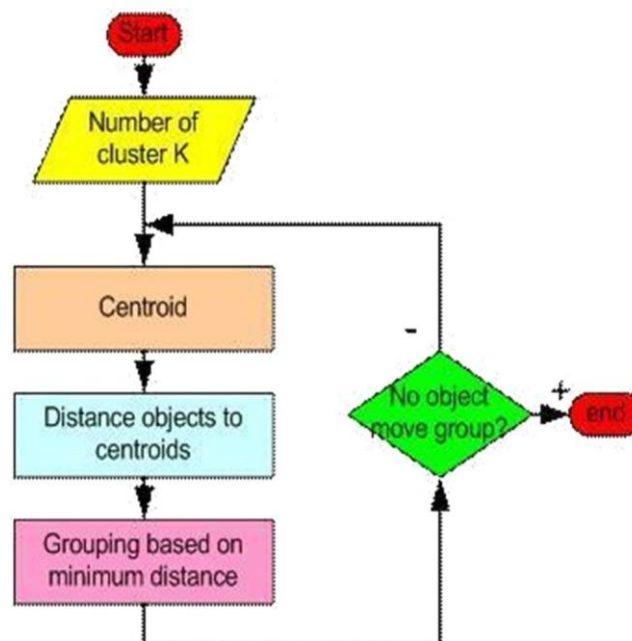 Start
Number of
cluster K
Centroid
Distance objects to
centroids
Grouping based on
minimum distance
-
No object
move group?
+
end